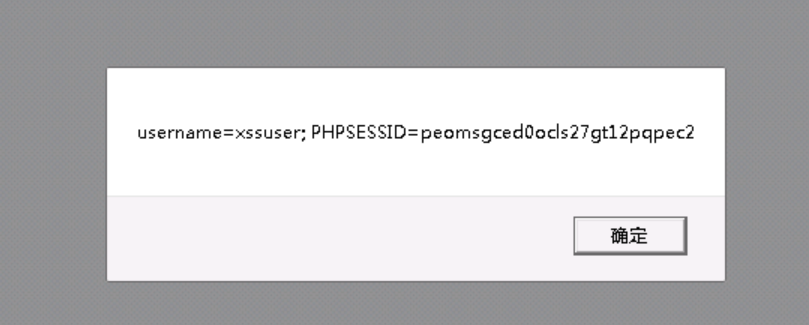 username=xssuser; PHPSESSID=peomsgced0ocls27gt12pqpec2
确定